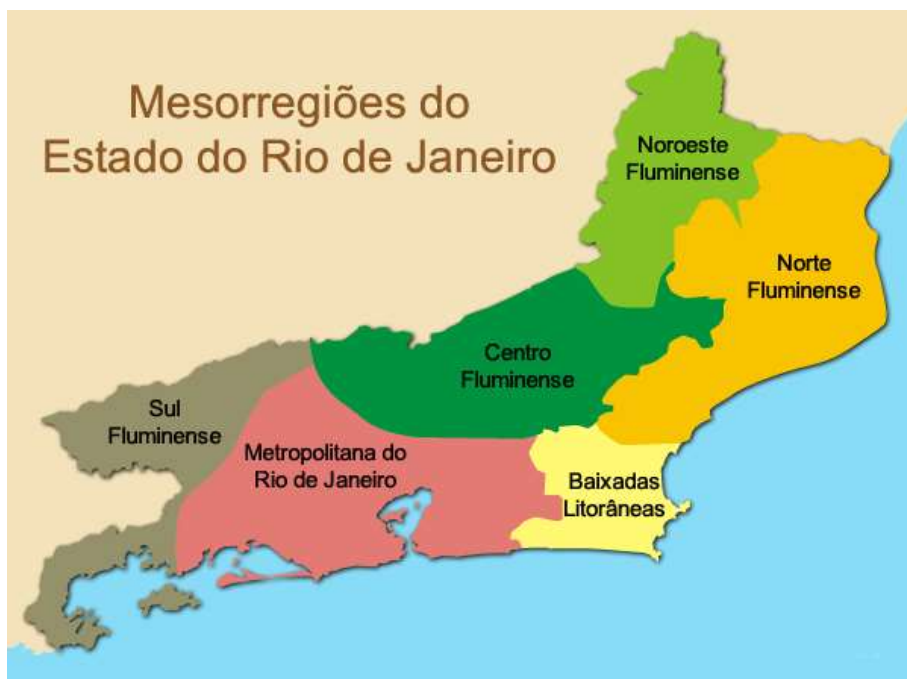 Mesorregiões do
Estado do Rio de Janeiro
Noroeste
Fluminense
Norte
Fluminense
Centro
Fluminense
Sul
Fluminense
Metropolitana do
Rio de Janeiro
Baixadas
Litorâneas